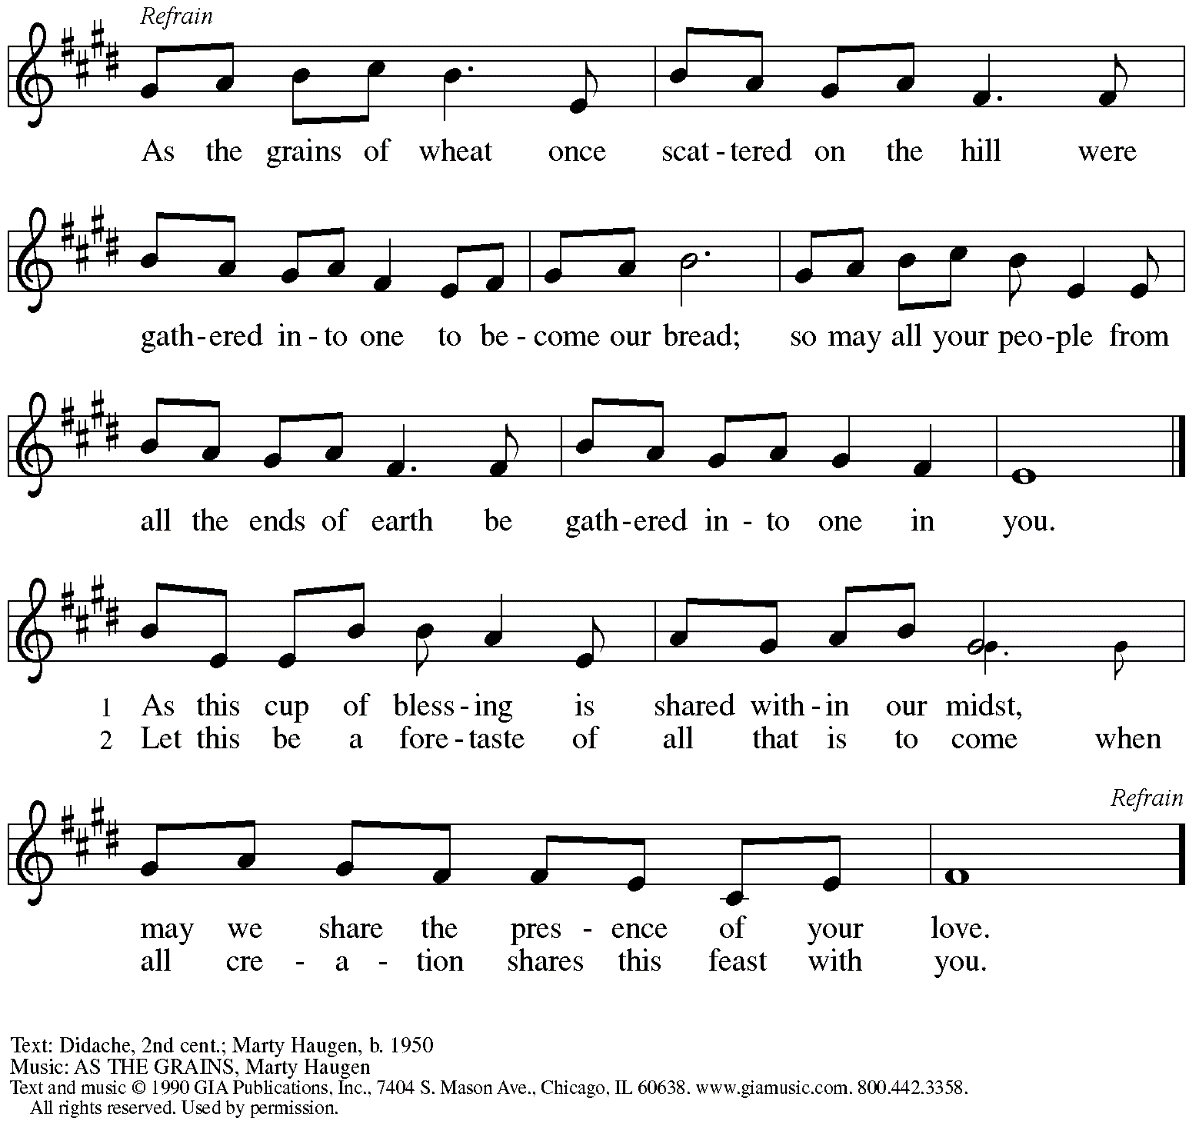 Refrain
As the grains of wheat once scat - tered on the hill were
gath - ered in - to one to be - come our bread; so may all your peo - ple from
all the ends of earth be gath - ered in - to one in you.
1 As this cup of bless - ing is shared with - in our midst,
2 Let this be a fore - taste of all that is to come when
Refrain
may we share the pres - ence of your love.
all cre - a - tion shares this feast with you.
Text: Didache, 2nd cent.; Marty Haugen, b. 1950
Music: AS THE GRAINS, Marty Haugen
Text and music © 1990 GIA Publications, Inc., 7404 S. Mason Ave., Chicago, IL 60638. www.giamusic.com. 800.442.3358.
All rights reserved. Used by permission.